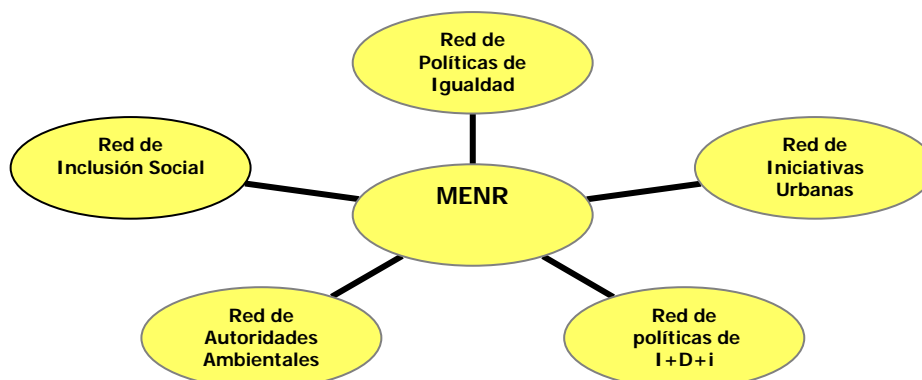 Red de
Políticas de
Igualdad
Red de
Inclusión Social
Red de
Iniciativas
Urbanas
MENR
Red de
Autoridades
Ambientales
Red de
políticas de
I+D+i